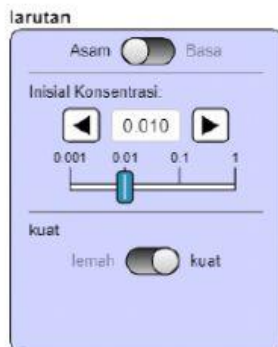 larutan
Asam Basa
Inisial Konsentrasi:
0.010
0.001 0.01 0.1 1
kuat
lemah kuat